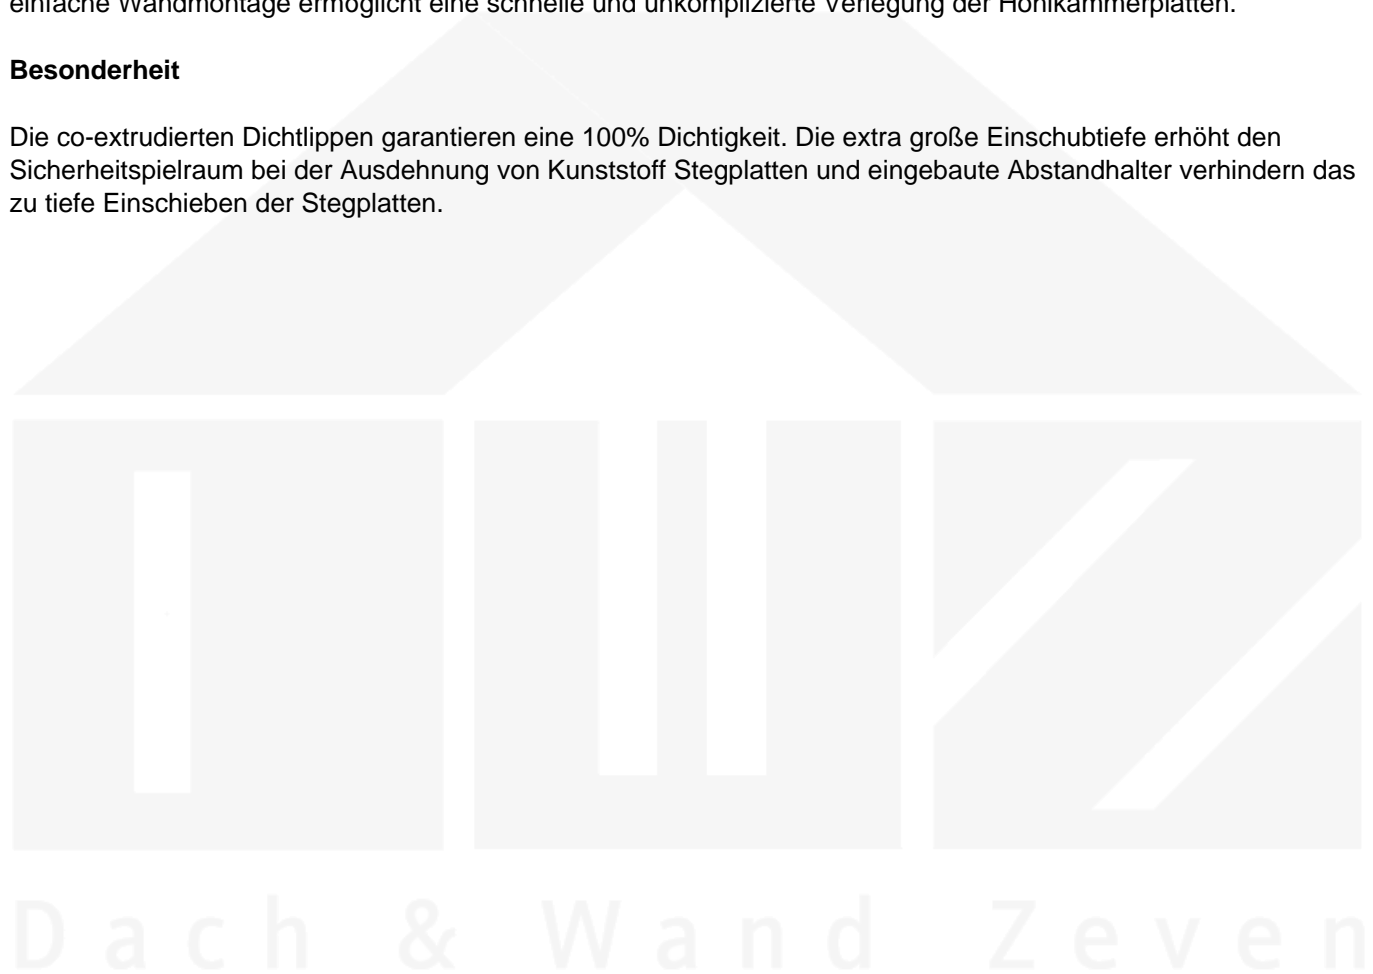 einfache Wandmontage ermöglicht eine schnelle und unkomplizierte Verlegung der Hohlkammerplatten.
Besonderheit
Die co-extrudierten Dichtlippen garantieren eine 100% Dichtigkeit. Die extra große Einschubtiefe erhöht den
Sicherheitspielraum bei der Ausdehnung von Kunststoff Stegplatten und eingebaute Abstandhalter verhindern das
zu tiefe Einschieben der Stegplatten.
Dach & Wand Zeven